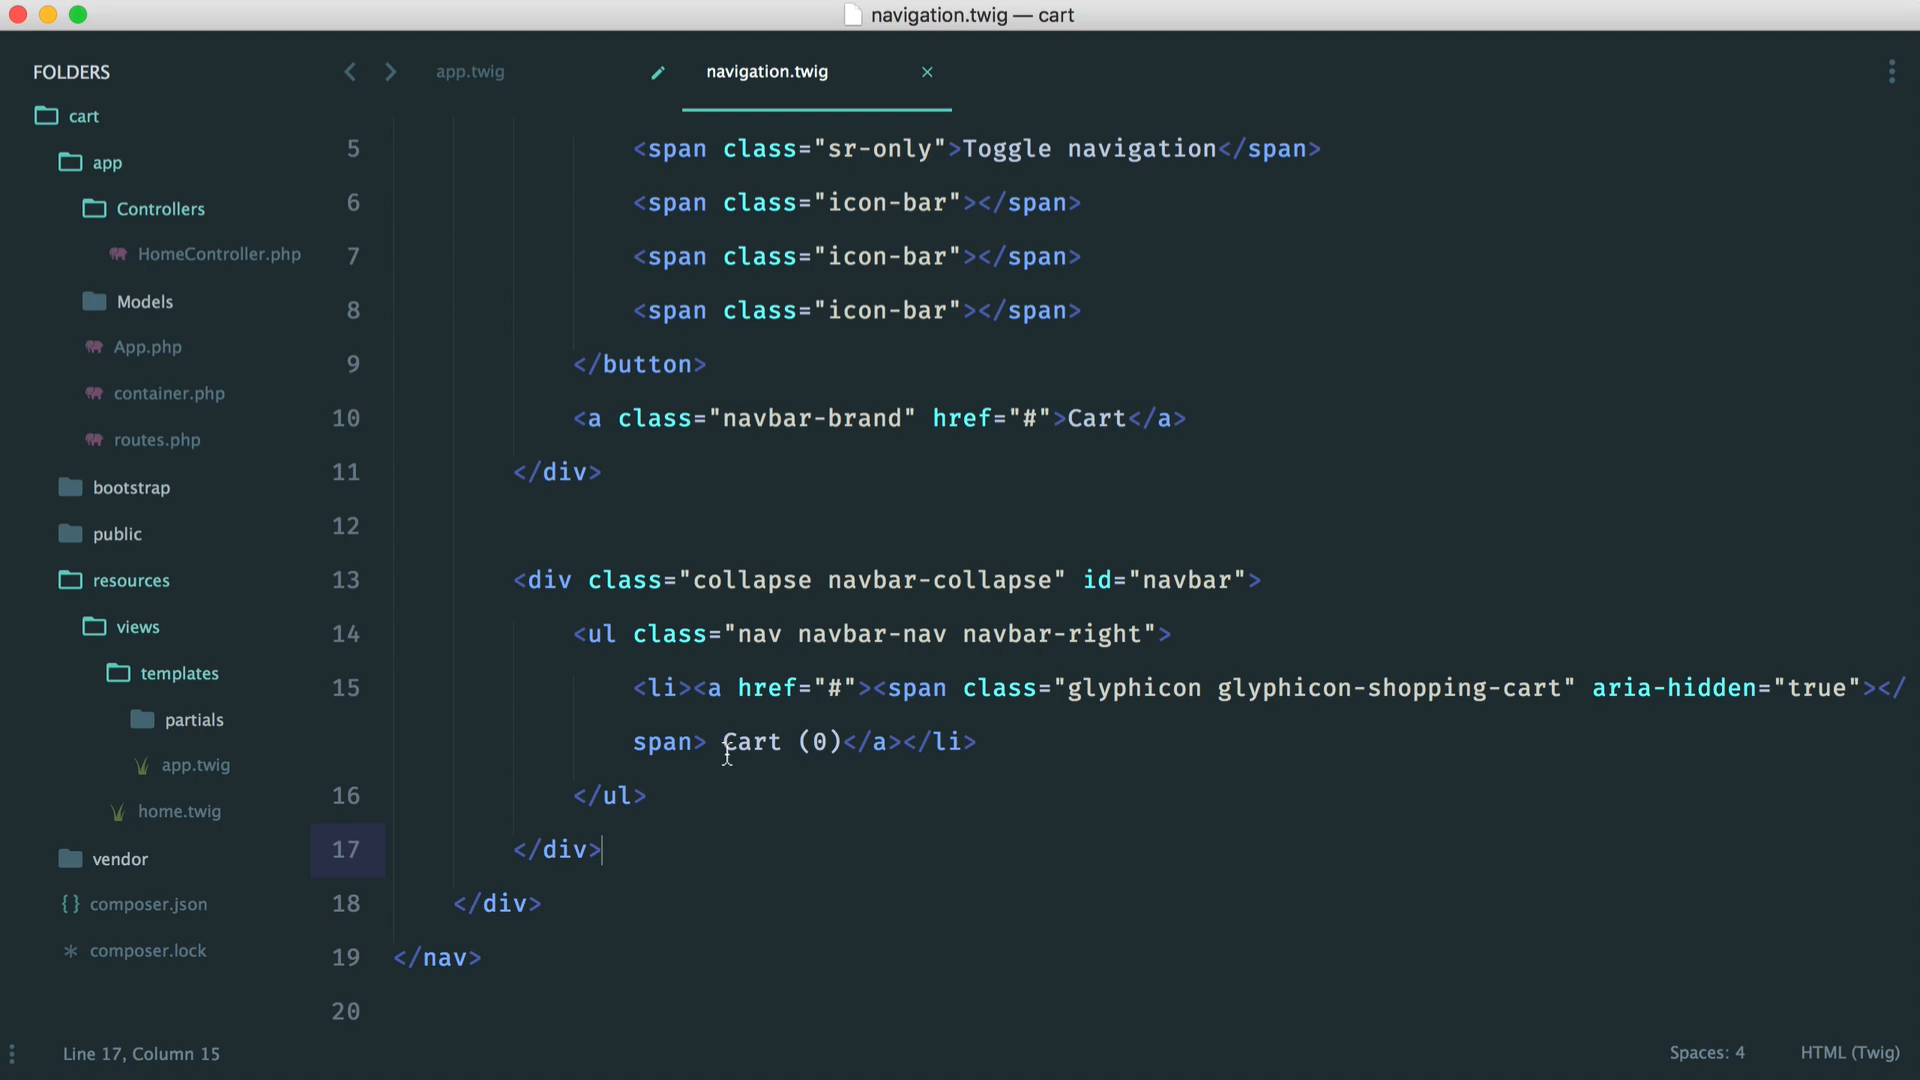 navigation.twig — cart
FOLDERS
cart
app
Controllers
HomeController.php
Models
App.php
container.php
routes.php
bootstrap
public
resources
views
templates
partials
app.twig
home.twig
vendor
{} composer.json
* composer.lock
app.twig
navigation.twig ×
5 <span class="sr-only">Toggle navigation</span>
6 <span class="icon-bar"></span>
7 <span class="icon-bar"></span>
8 <span class="icon-bar"></span>
9 </button>
10 <a class="navbar-brand" href="#">Cart</a>
11 </div>
12
13 <div class="collapse navbar-collapse" id="navbar">
14 <ul class="nav navbar-nav navbar-right">
15 <li><a href="#"><span class="glyphicon glyphicon-shopping-cart" aria-hidden="true"></
span> Cart (0)</a></li>
16 </ul>
17 </div>
18 </div>
19 </nav>
20
Line 17, Column 15
Spaces: 4
HTML (Twig)